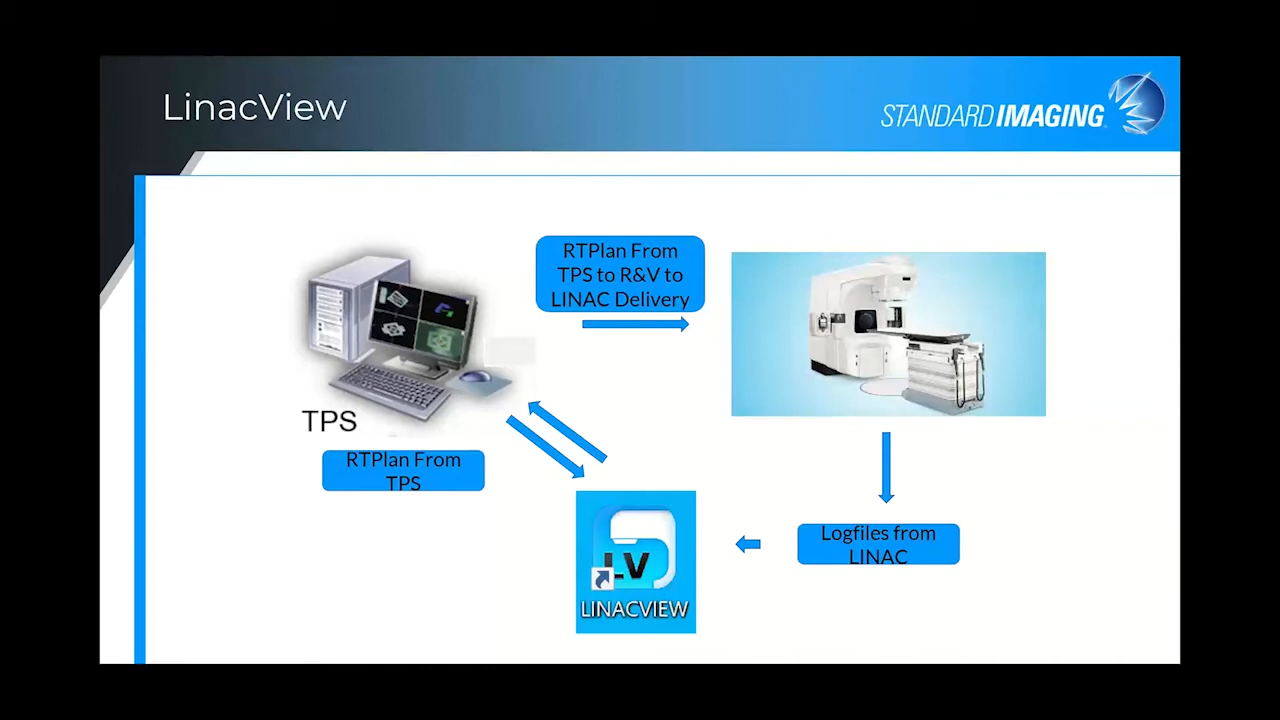 LinacView
STANDARD IMAGING
RTPlan From
TPS to R&V to
LINAC Delivery
TPS
RTPlan From
TPS
Logfiles from
LINAC
LV
LINACVIEW